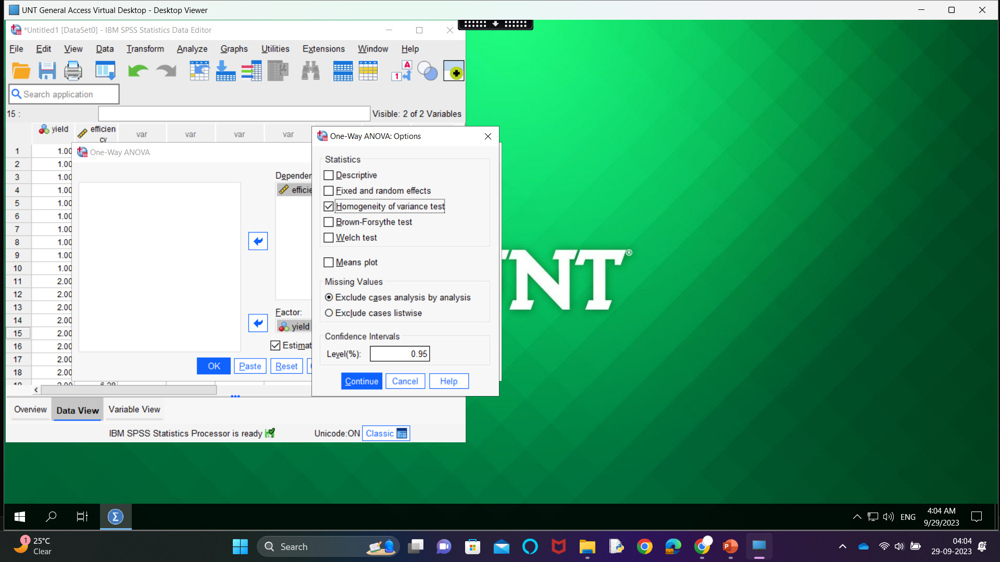 UNT General Access Virtual Desktop - Desktop Viewer
*Untitled1 [DataSet0] - IBM SPSS Statistics Data Editor
File Edit View Data Transform Analyze Graphs Utilities Extensions Window Help
Search application
15 :
Visible: 2 of 2 Variables
yield efficien
cy
var var var var
1 1.00
2 1.00
3 1.00
4 1.00
5 1.00
6 1.00
7 1.00
8 1.00
9 1.00
10 1.00
11 2.00
12 2.00
13 2.00
14 2.00
15 2.00
16 2.00
17 2.00
18 2.00
19 2.00 6.28
One-Way ANOVA
Dependen
efficie
Factor:
yield
Estimat
OK Paste Reset
One-Way ANOVA: Options
Statistics
Descriptive
Fixed and random effects
Homogeneity of variance test
Brown-Forsythe test
Welch test
Means plot
Missing Values
Exclude cases analysis by analysis
Exclude cases listwise
Confidence Intervals
Level(%): 0.95
Continue Cancel Help
Overview Data View Variable View
IBM SPSS Statistics Processor is ready
Unicode:ON Classic
NT®
ENG
4:04 AM
9/29/2023
1
25°C
Clear
Search
04:04
29-09-2023